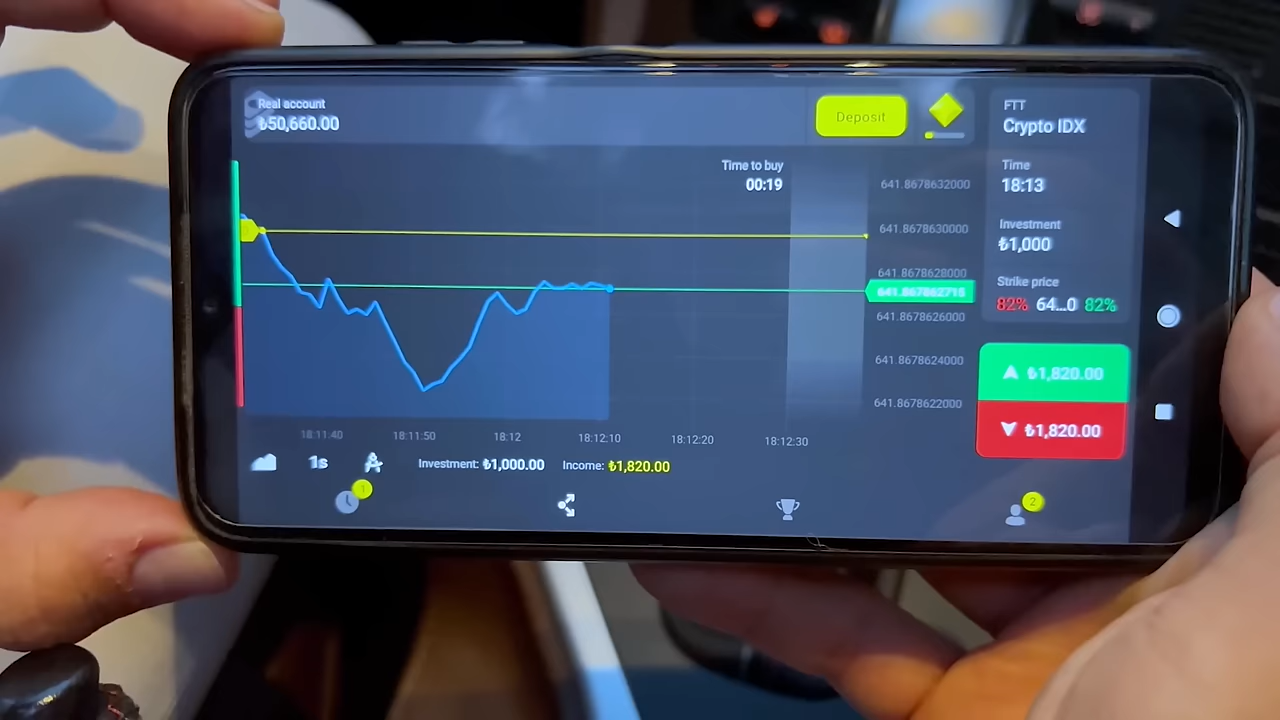 Real account
₺50,660.00
Deposit
FTT
Crypto IDX
Time to buy
00:19
Time
18:13
Investment
₺1,000
Strike price
82% 64...0 82%
641.8678632000
641.8678630000
641.8678628000
641.867862715
641.8678626000
641.8678624000
641.8678622000
₺1,820.00
₺1,820.00
18:11:40 18:11:50 18:12 18:12:10 18:12:20 18:12:30
1s Investment: ₺1,000.00 Income: ₺1,820.00
1
2